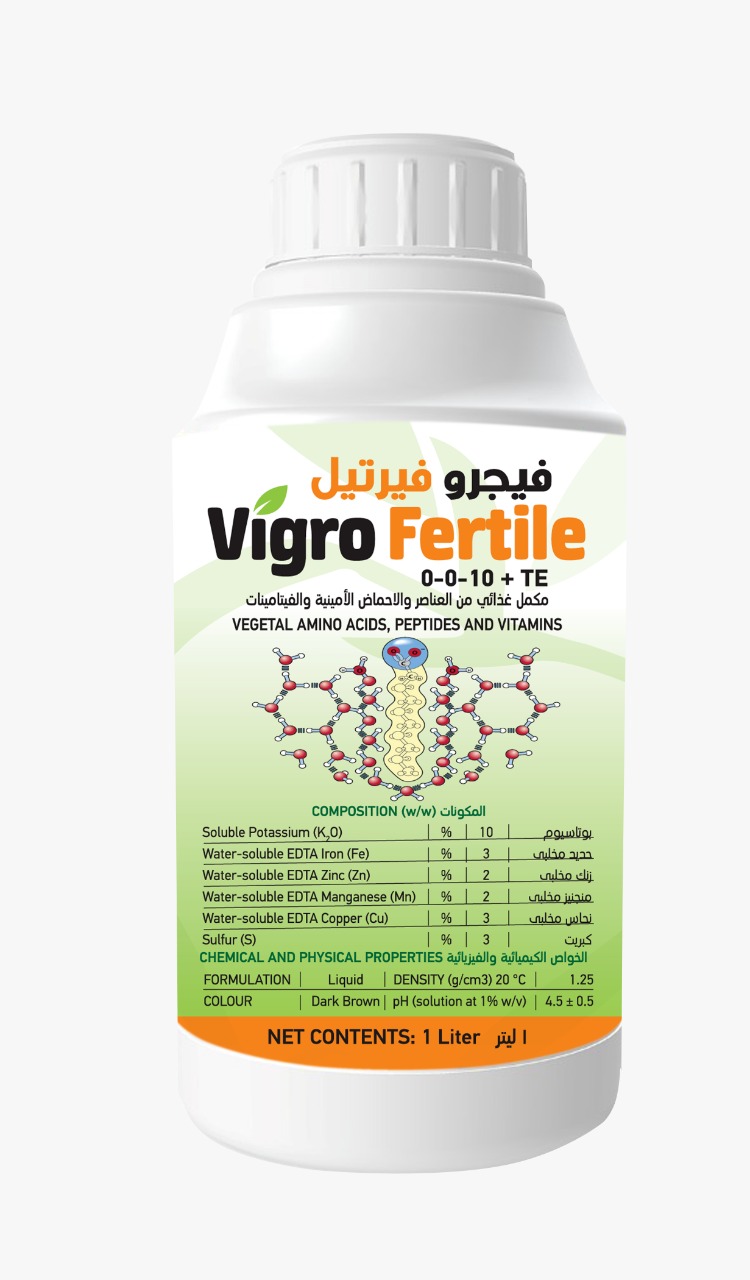 فيجرو فيرتيل
Vigro Fertile
0-0-10 + TE
مكمل غذائي من العناصر والاحماض الأمينية والفيتامينات
VEGETAL AMINO ACIDS, PEPTIDES AND VITAMINS
COMPOSITION (w/w) المكونات
Soluble Potassium (K₂O) | % | 10 | بوتاسيوم
Water-soluble EDTA Iron (Fe) | % | 3 | حديد مخلبى
Water-soluble EDTA Zinc (Zn) | % | 2 | زنك مخلبى
Water-soluble EDTA Manganese (Mn) | % | 2 | منجنيز مخلبى
Water-soluble EDTA Copper (Cu) | % | 3 | نحاس مخلبى
Sulfur (S) | % | 3 | كبريت
CHEMICAL AND PHYSICAL PROPERTIES الخواص الكيميائية والفيزيائية
FORMULATION | Liquid | DENSITY (g/cm3) 20 °C | 1.25
COLOUR | Dark Brown | pH (solution at 1% w/v) | 4.5 ± 0.5
NET CONTENTS: 1 Liter ١ ليتر